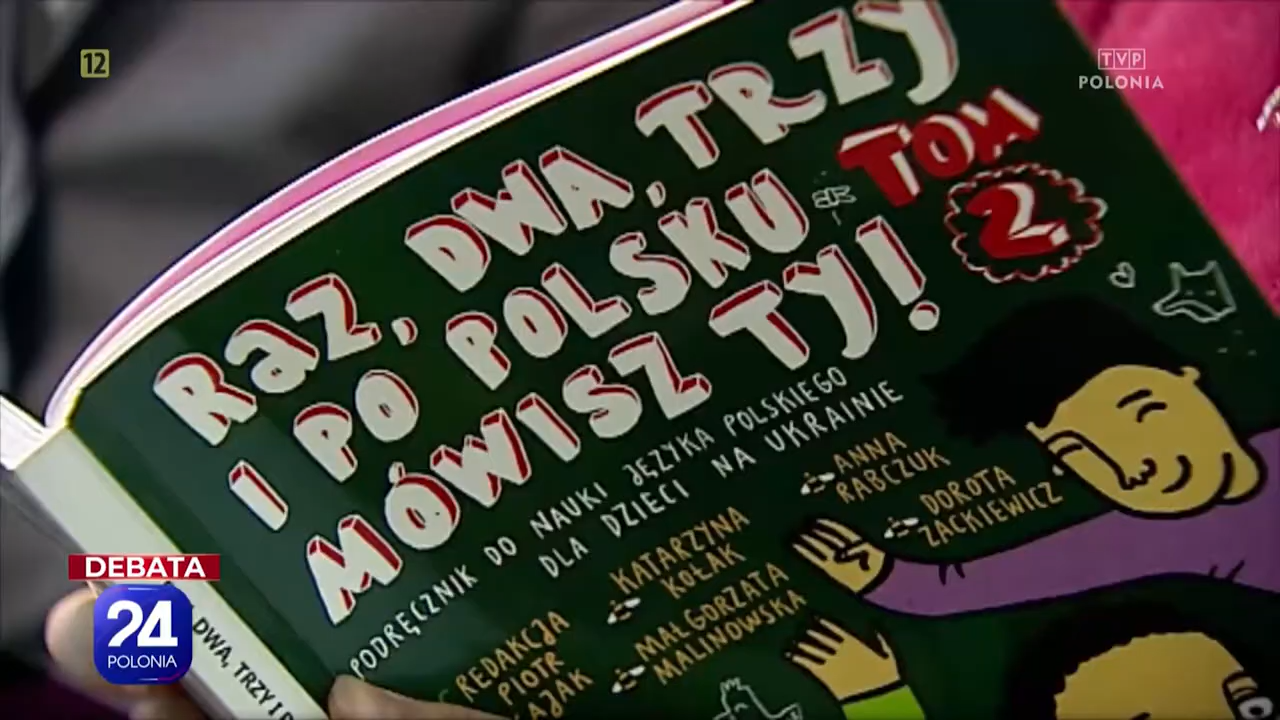 12
TVP
POLONIA
RAZ, DWA, TRZY
I PO POLSKU
MÓWISZ TY!
TOM
2.
PODRĘCZNIK DO NAUKI JĘZYKA POLSKIEGO
DLA DZIECI NA UKRAINIE
REDAKCJA
PIOTR
KATARZYNA
KOŁAK
MAŁGORZATA
MALINOWSKA
ANNA
RABCZUK
DOROTA
ZACKIEWICZ
DWA, TRZY I
DEBATA
24
POLONIA